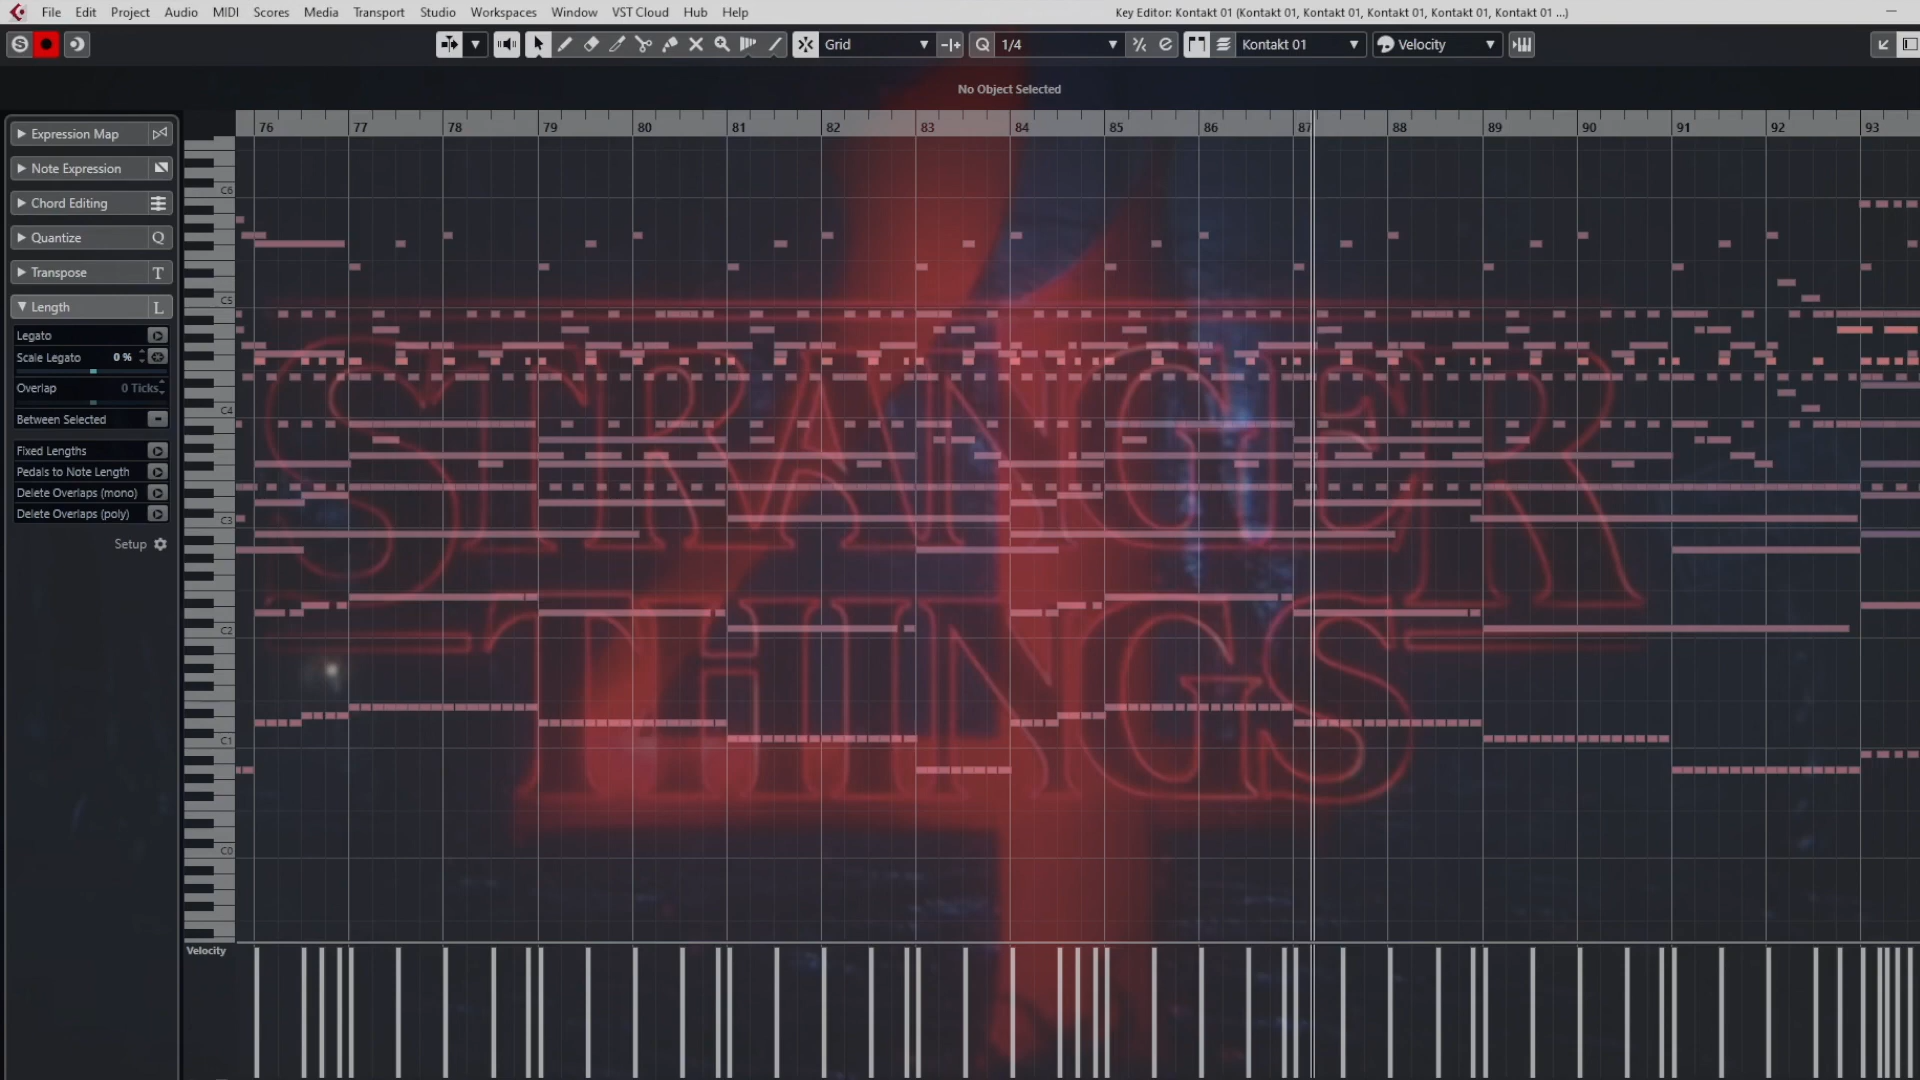 File Edit Project Audio MIDI Scores Media Transport Studio Workspaces Window VST Cloud Hub Help Key Editor: Kontakt 01 (Kontakt 01, Kontakt 01, Kontakt 01, Kontakt 01, Kontakt 01 ...)
S Grid Q 1/4 e Kontakt 01 Velocity
No Object Selected
76 77 78 79 80 81 82 83 84 85 86 87 88 89 90 91 92 93
Expression Map
Note Expression
Chord Editing
Quantize Q
Transpose T
Length L
Legato
Scale Legato 0 %
Overlap 0 Ticks
Between Selected
Fixed Lengths
Pedals to Note Length
Delete Overlaps (mono)
Delete Overlaps (poly)
Setup
C6
C5
C4
C3
C2
C1
C0
STRANGER
THINGS
4
Velocity